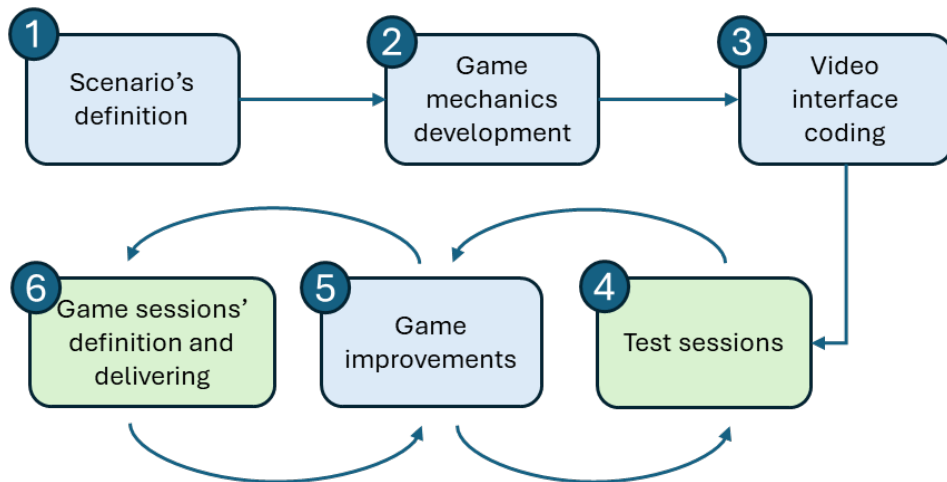 1
Scenario's
definition
2
Game
mechanics
development
3
Video
interface
coding
4
Test sessions
5
Game
improvements
6
Game sessions'
definition and
delivering